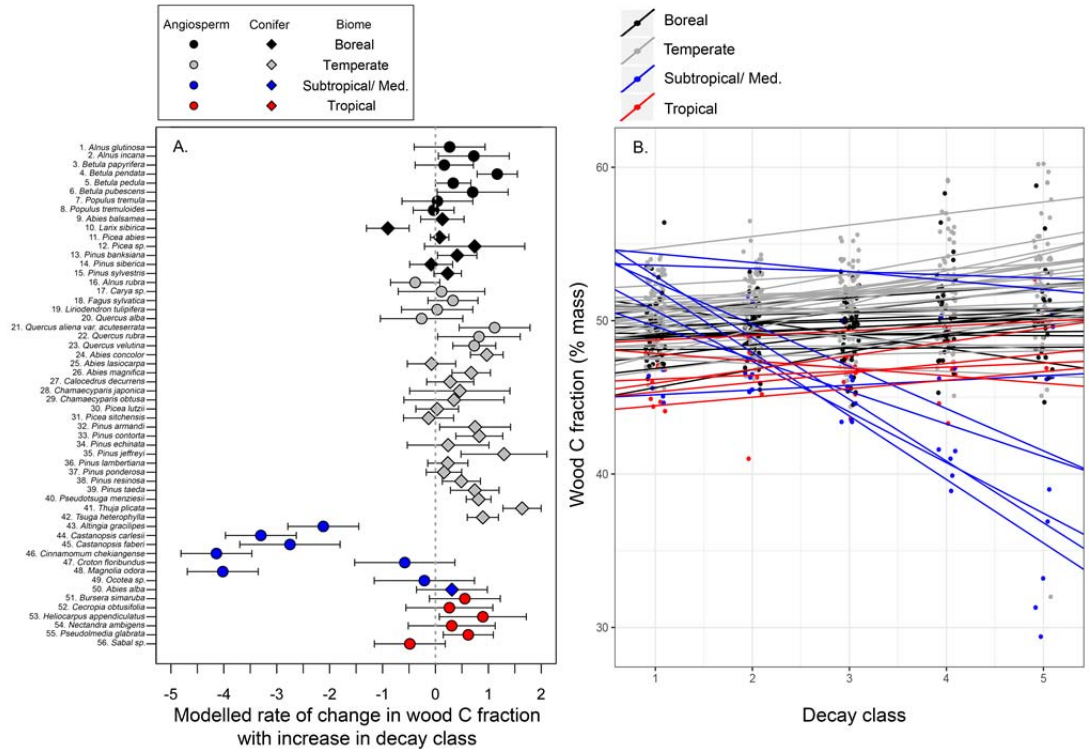 Angiosperm Conifer Biome
Boreal
Temperate
Subtropical/ Med.
Tropical
Boreal
Temperate
Subtropical/ Med.
Tropical
A.
1. Alnus glutinosa
2. Alnus incana
3. Betula papyrifera
4. Betula pendata
5. Betula pedula
6. Betula pubescens
7. Populus tremula
8. Populus tremuloides
9. Abies balsamea
10. Larix sibirica
11. Picea abies
12. Picea sp.
13. Pinus banksiana
14. Pinus siberica
15. Pinus sylvestris
16. Alnus rubra
17. Carya sp.
18. Fagus sylvatica
19. Linodendron tulipifera
20. Quercus alba
21. Quercus aliena var. acuteserrata
22. Quercus rubra
23. Quercus velutina
24. Abies concolor
25. Abies lasiocarpa
26. Abies magnifica
27. Calocedrus decurrens
28. Chamaecyparis japonica
29. Chamaecyparis obtusa
30. Picea lutzii
31. Picea sitchensis
32. Pinus armandi
33. Pinus contorta
34. Pinus echinata
35. Pinus jeffreyi
36. Pinus lambertiana
37. Pinus ponderosa
38. Pinus resinosa
39. Pinus taeda
40. Pseudotsuga menziesii
41. Thuja plicata
42. Tsuga heterophylla
43. Altingia gracilipes
44. Castanopsis carlesii
45. Castanopsis faberi
46. Cinnamomum chekiangense
47. Croton floribundus
48. Magnolia odora
49. Ocotea sp.
50. Abies alba
51. Bursera simaruba
52. Cecropia obtusifolia
53. Heliocarpus appendiculatus
54. Nectandra ambigens
55. Pseudolmedia glabrata
56. Sabal sp.
-5 -4 -3 -2 -1 0 1 2
Modelled rate of change in wood C fraction
with increase in decay class
B.
Wood C fraction (% mass)
60
50
40
30
1 2 3 4 5
Decay class